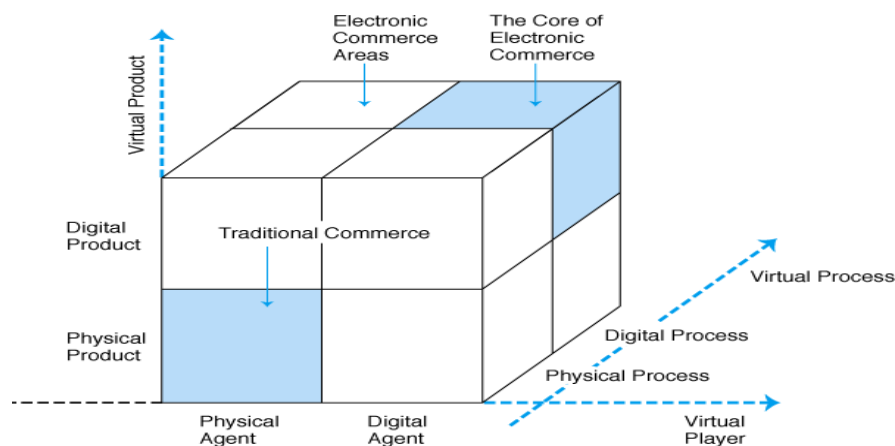 Electronic
Commerce
Areas
The Core of
Electronic
Commerce
Virtual Product
Digital
Product
Traditional Commerce
Virtual Process
Physical
Product
Digital Process
Physical Process
Physical
Agent
Digital
Agent
Virtual
Player